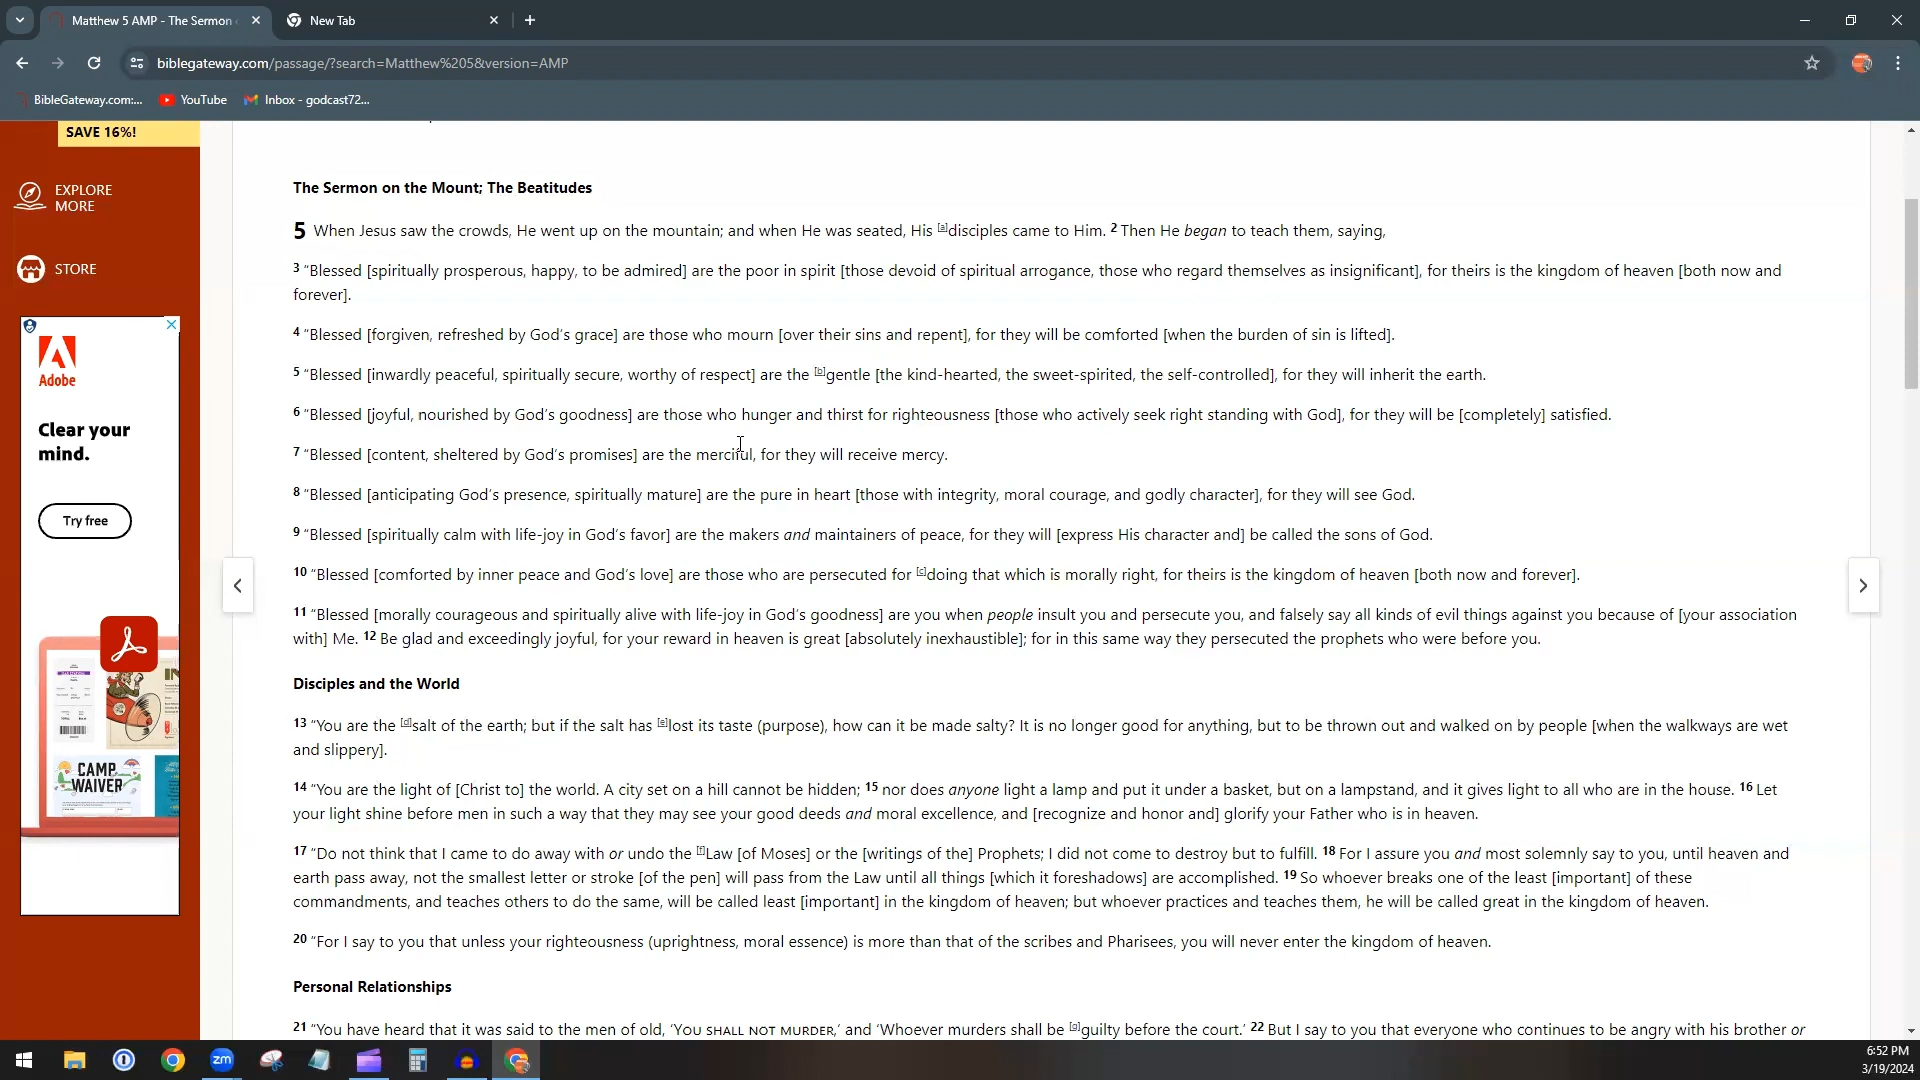 Matthew 5 AMP - The Sermon
New Tab
biblegateway.com/passage/?search=Matthew%205&version=AMP
BibleGateway.com:...
YouTube
Inbox - godcast72...
SAVE 16%!
EXPLORE
MORE
STORE
Adobe
Clear your
mind.
Try free
CAMP
WAIVER
The Sermon on the Mount; The Beatitudes
5 When Jesus saw the crowds, He went up on the mountain; and when He was seated, His [a]disciples came to Him. 2 Then He began to teach them, saying,
3 “Blessed [spiritually prosperous, happy, to be admired] are the poor in spirit [those devoid of spiritual arrogance, those who regard themselves as insignificant], for theirs is the kingdom of heaven [both now and
forever].
4 “Blessed [forgiven, refreshed by God’s grace] are those who mourn [over their sins and repent], for they will be comforted [when the burden of sin is lifted].
5 “Blessed [inwardly peaceful, spiritually secure, worthy of respect] are the [b]gentle [the kind-hearted, the sweet-spirited, the self-controlled], for they will inherit the earth.
6 “Blessed [joyful, nourished by God’s goodness] are those who hunger and thirst for righteousness [those who actively seek right standing with God], for they will be [completely] satisfied.
7 “Blessed [content, sheltered by God’s promises] are the merciful, for they will receive mercy.
8 “Blessed [anticipating God’s presence, spiritually mature] are the pure in heart [those with integrity, moral courage, and godly character], for they will see God.
9 “Blessed [spiritually calm with life-joy in God’s favor] are the makers and maintainers of peace, for they will [express His character and] be called the sons of God.
10 “Blessed [comforted by inner peace and God’s love] are those who are persecuted for [c]doing that which is morally right, for theirs is the kingdom of heaven [both now and forever].
11 “Blessed [morally courageous and spiritually alive with life-joy in God’s goodness] are you when people insult you and persecute you, and falsely say all kinds of evil things against you because of [your association
with] Me. 12 Be glad and exceedingly joyful, for your reward in heaven is great [absolutely inexhaustible]; for in this same way they persecuted the prophets who were before you.
Disciples and the World
13 “You are the [d]salt of the earth; but if the salt has [e]lost its taste (purpose), how can it be made salty? It is no longer good for anything, but to be thrown out and walked on by people [when the walkways are wet
and slippery].
14 “You are the light of [Christ to] the world. A city set on a hill cannot be hidden; 15 nor does anyone light a lamp and put it under a basket, but on a lampstand, and it gives light to all who are in the house. 16 Let
your light shine before men in such a way that they may see your good deeds and moral excellence, and [recognize and honor and] glorify your Father who is in heaven.
17 “Do not think that I came to do away with or undo the [f]Law [of Moses] or the [writings of the] Prophets; I did not come to destroy but to fulfill. 18 For I assure you and most solemnly say to you, until heaven and
earth pass away, not the smallest letter or stroke [of the pen] will pass from the Law until all things [which it foreshadows] are accomplished. 19 So whoever breaks one of the least [important] of these
commandments, and teaches others to do the same, will be called least [important] in the kingdom of heaven; but whoever practices and teaches them, he will be called great in the kingdom of heaven.
20 “For I say to you that unless your righteousness (uprightness, moral essence) is more than that of the scribes and Pharisees, you will never enter the kingdom of heaven.
Personal Relationships
21 “You have heard that it was said to the men of old, ‘YOU SHALL NOT MURDER,’ and ‘Whoever murders shall be [g]guilty before the court.’ 22 But I say to you that everyone who continues to be angry with his brother or
zm
6:52 PM
3/19/2024